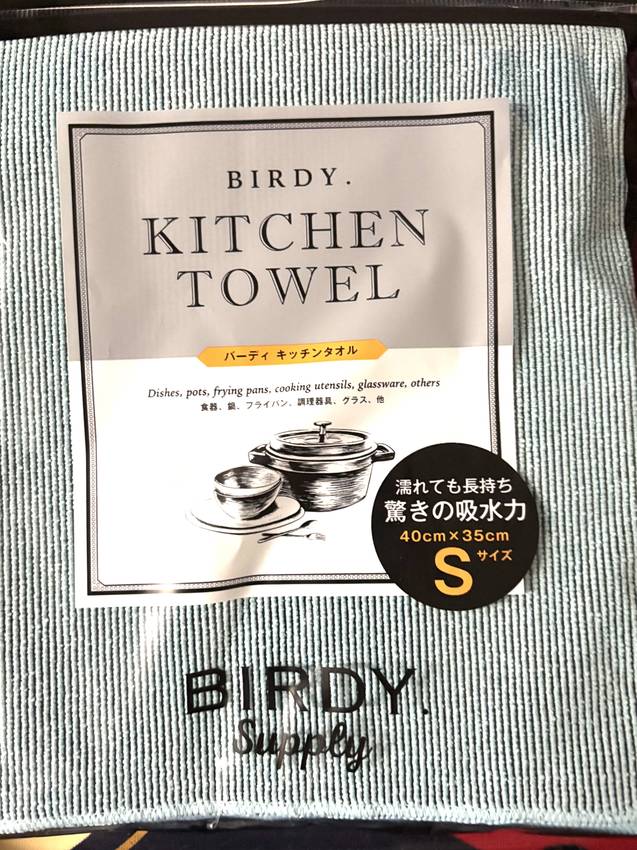 BIRDY.
KITCHEN
TOWEL
バーディ キッチンタオル
Dishes, pots, frying pans, cooking utensils, glassware, others
食器、鍋、フライパン、調理器具、グラス、他
濡れても長持ち
驚きの吸水力
40cm×35cm
Sサイズ
BIRDY.
Supply